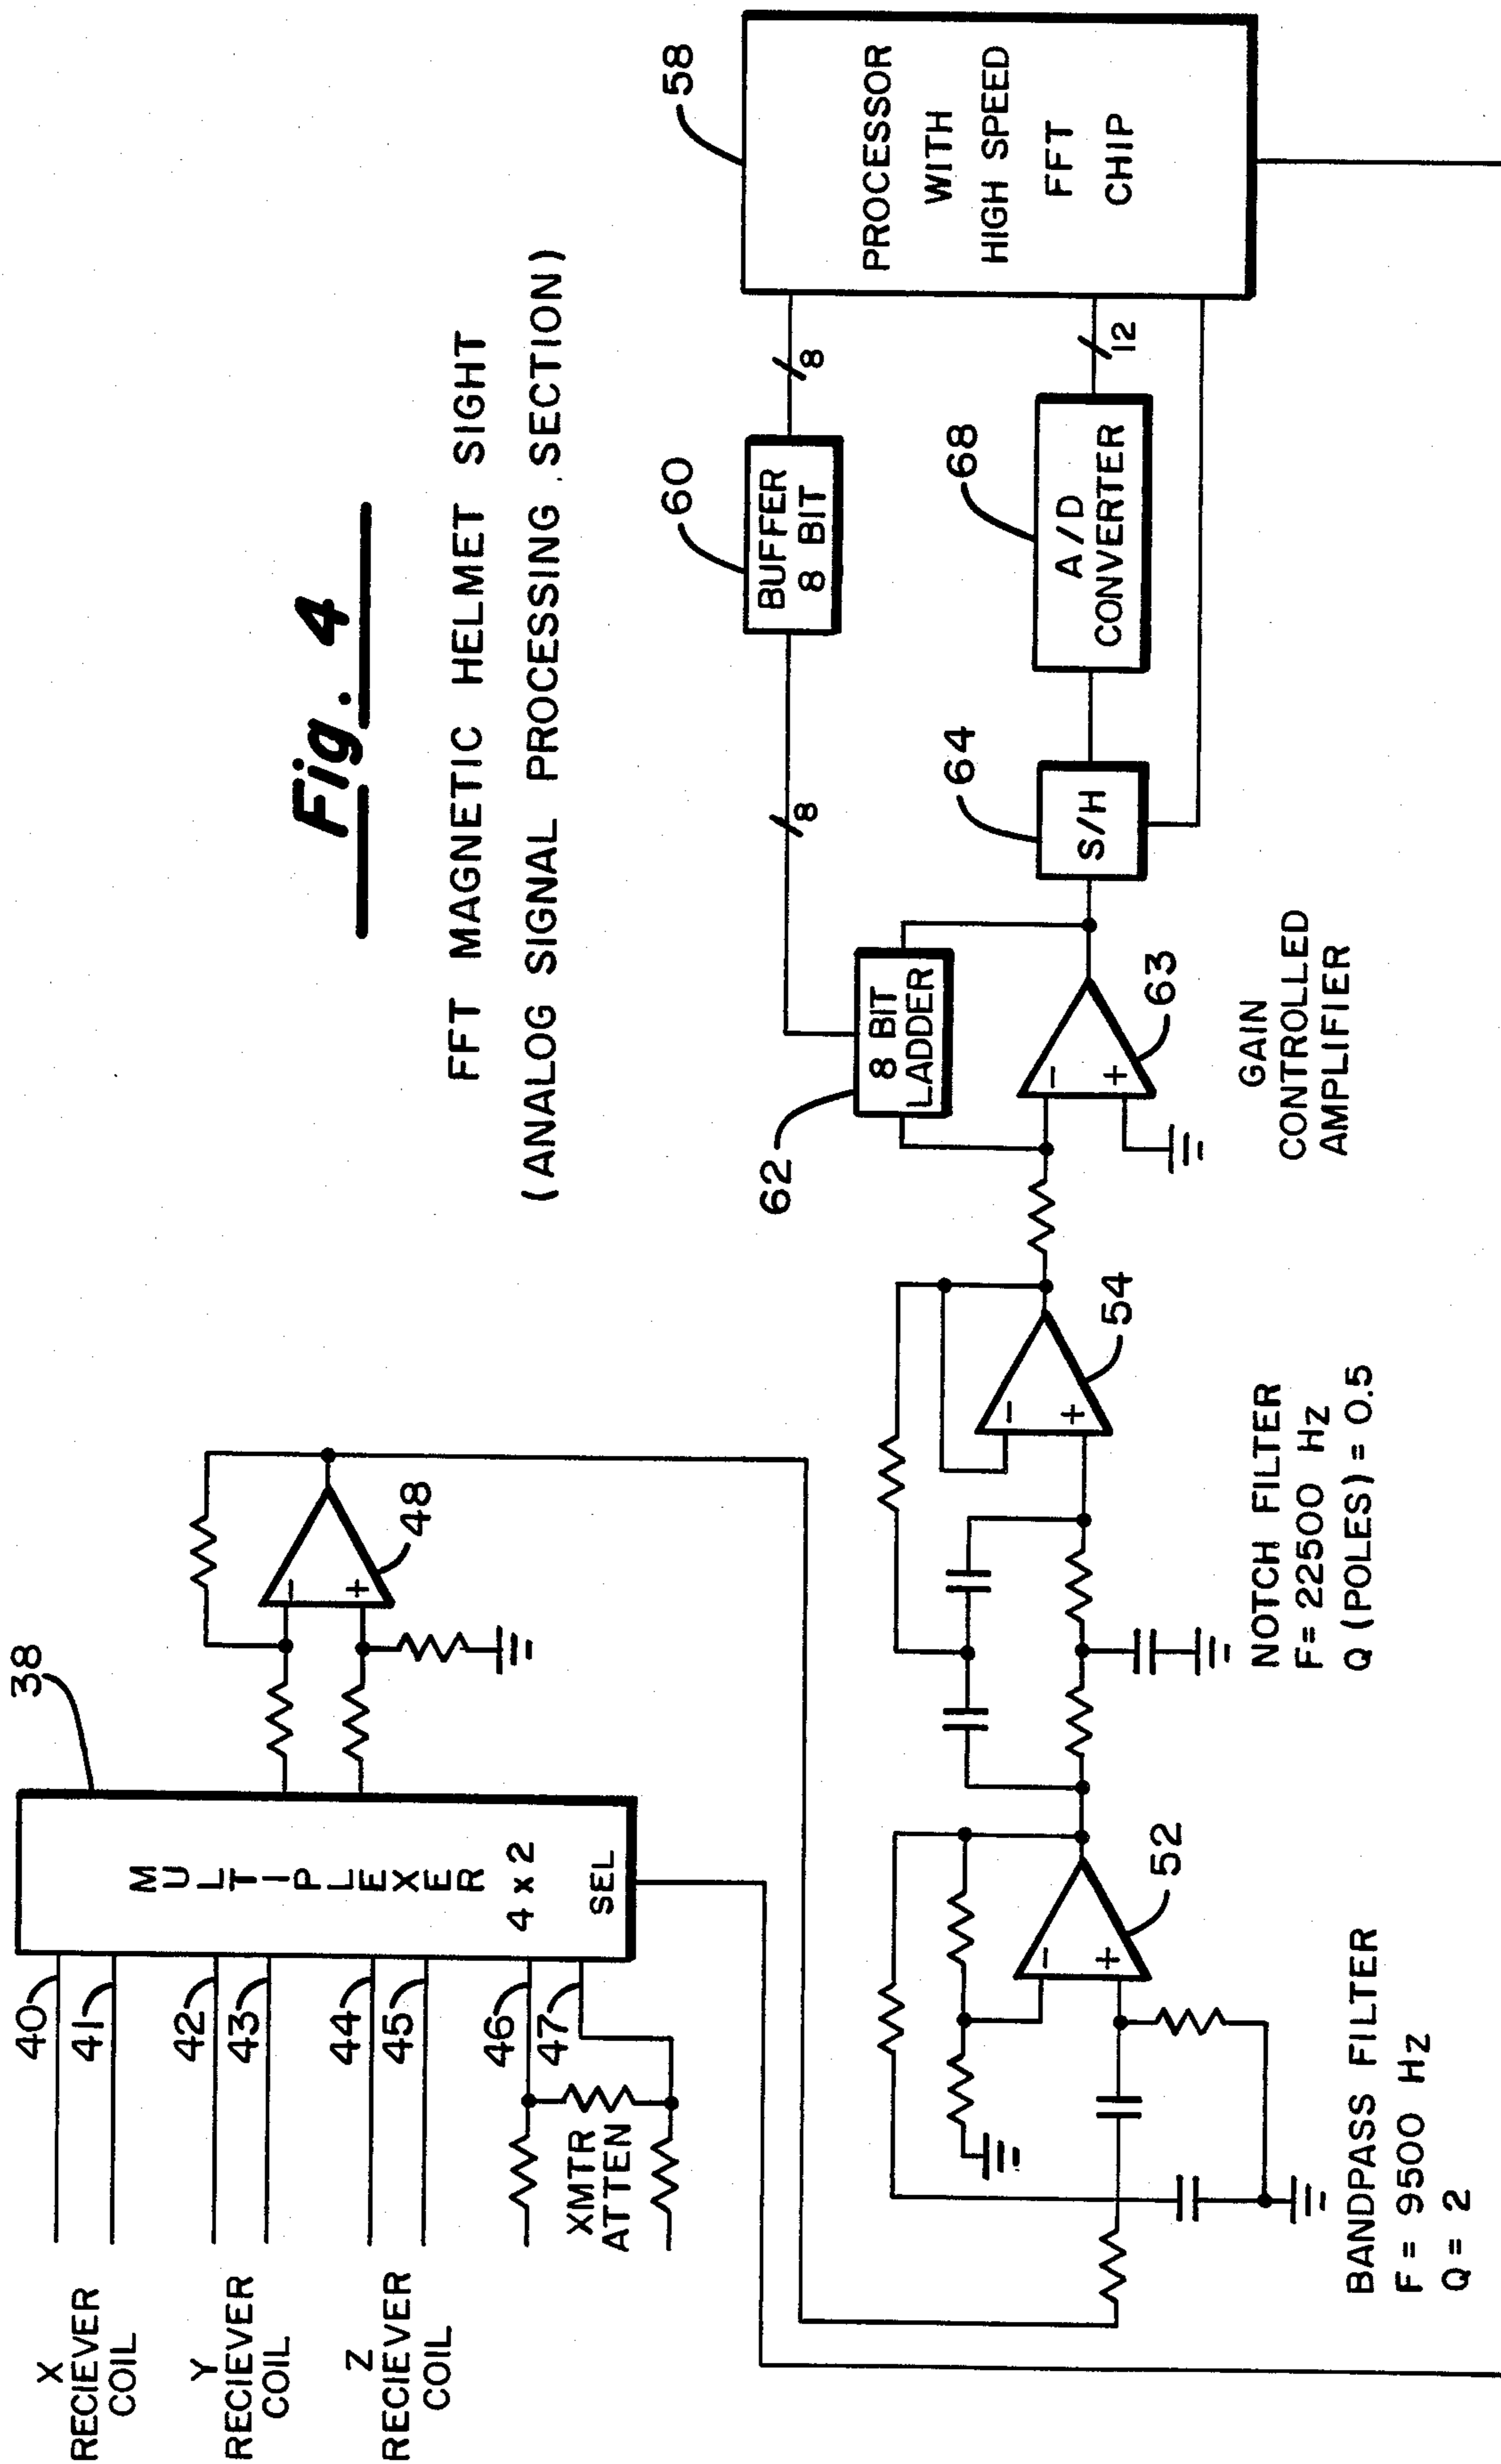 Fig. 4
FFT MAGNETIC HELMET SIGHT
(ANALOG SIGNAL PROCESSING SECTION)
X
RECIEVER
COIL
Y
RECIEVER
COIL
Z
RECIEVER
COIL
40
41
42
43
44
45
46
47
XMTR
ATTEN
38
MULTIPLEXER
4 x 2
SEL
−
+
48
BANDPASS FILTER
F = 9500 Hz
Q = 2
−
+
52
NOTCH FILTER
F = 22500 Hz
Q (POLES) = 0.5
−
+
54
62
8 BIT
LADDER
−
+
63
GAIN
CONTROLLED
AMPLIFIER
8
60
BUFFER
8 BIT
8
64
S/H
68
A/D
CONVERTER
12
58
PROCESSOR
WITH
HIGH SPEED
FFT
CHIP